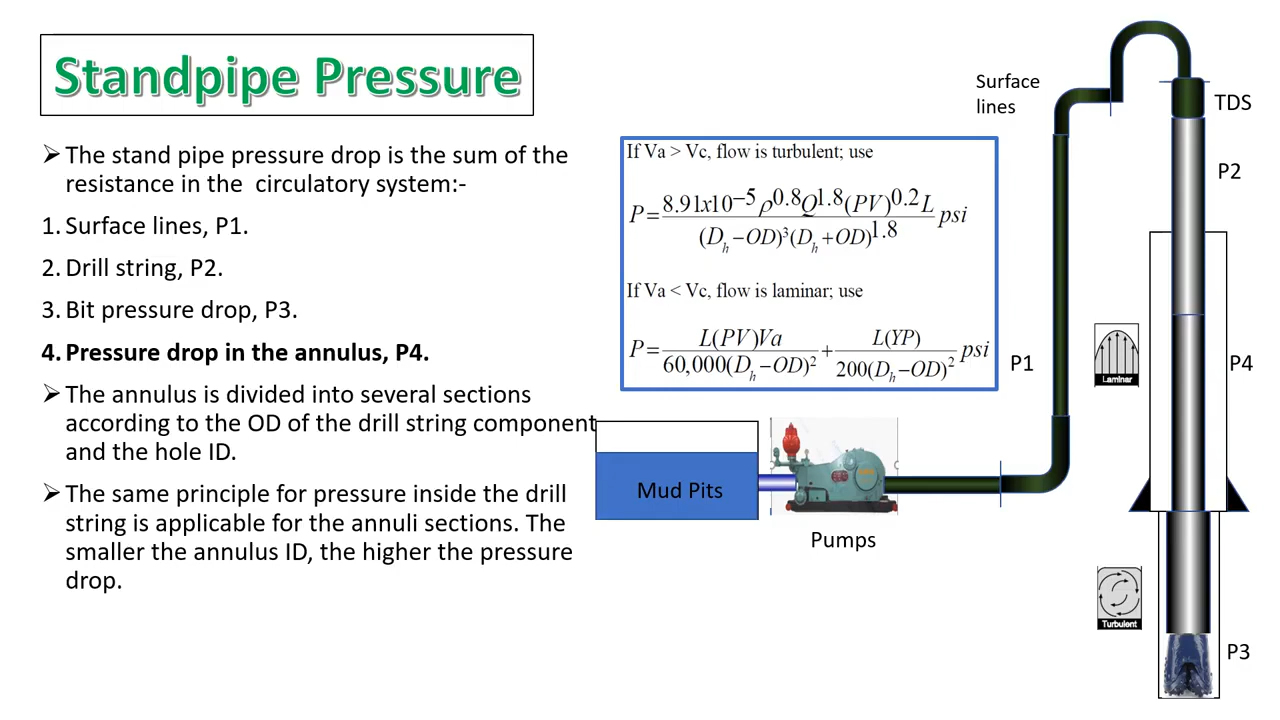 Standpipe Pressure
➢ The stand pipe pressure drop is the sum of the
resistance in the circulatory system:-
1. Surface lines, P1.
2. Drill string, P2.
3. Bit pressure drop, P3.
4. Pressure drop in the annulus, P4.
➢ The annulus is divided into several sections
according to the OD of the drill string component
and the hole ID.
➢ The same principle for pressure inside the drill
string is applicable for the annuli sections. The
smaller the annulus ID, the higher the pressure
drop.
If Va > Vc, flow is turbulent; use
P = 8.91x10^−5 ρ^0.8 Q^1.8 (PV)^0.2 L / (D_h − OD)^3 (D_h + OD)^1.8 psi
If Va < Vc, flow is laminar; use
P = L(PV)Va / 60,000(D_h − OD)^2 + L(YP) / 200(D_h − OD)^2 psi
Mud Pits
Pumps
Surface
lines
TDS
P2
P1
Laminar
P4
Turbulent
P3